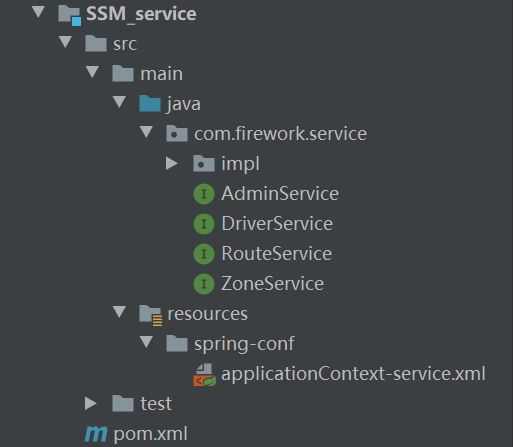 SSM_service
src
main
java
com.firework.service
impl
AdminService
DriverService
RouteService
ZoneService
resources
spring-conf
applicationContext-service.xml
test
pom.xml